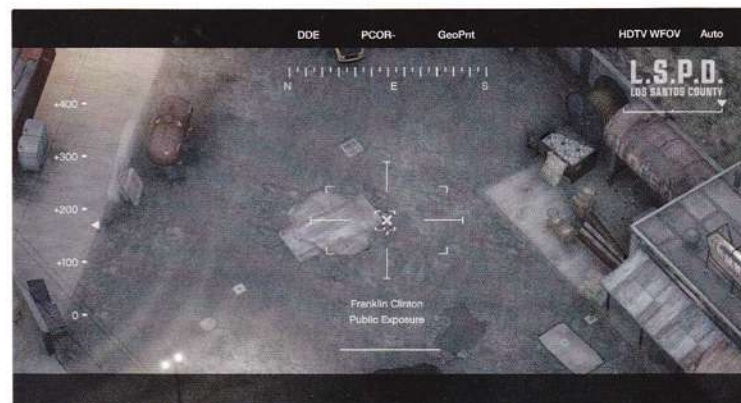 DDE PCOR- GeoPnt HDTV WFOV Auto
L.S.P.D.
LOS SANTOS COUNTY
N E S
+400
+300
+200
+100
0
Franklin Clinton
Public Exposure